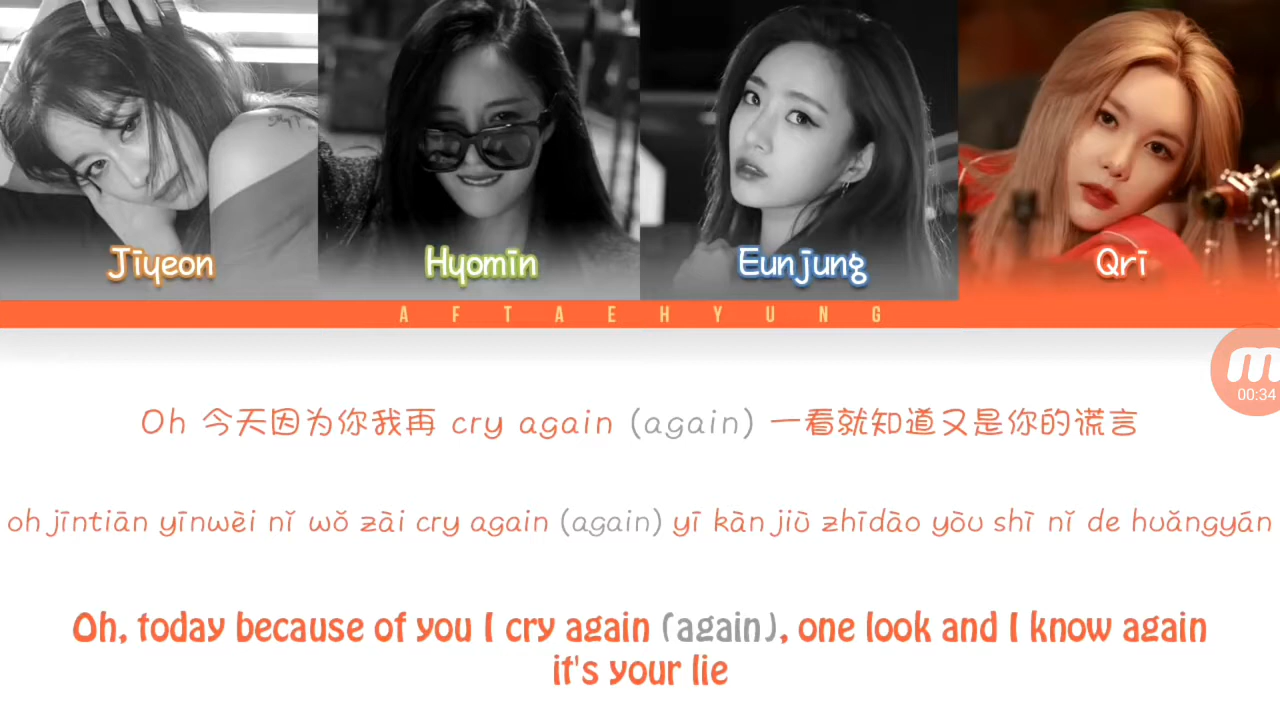 Jiyeon Hyomin Eunjung Qri
AFTAEHYUNG
m
00:34
Oh 今天因为你我再 cry again (again) 一看就知道又是你的谎言
oh jīntiān yīnwèi nǐ wǒ zài cry again (again) yī kàn jiù zhīdào yòu shì nǐ de huǎngyán
Oh, today because of you I cry again (again), one look and I know again
it's your lie